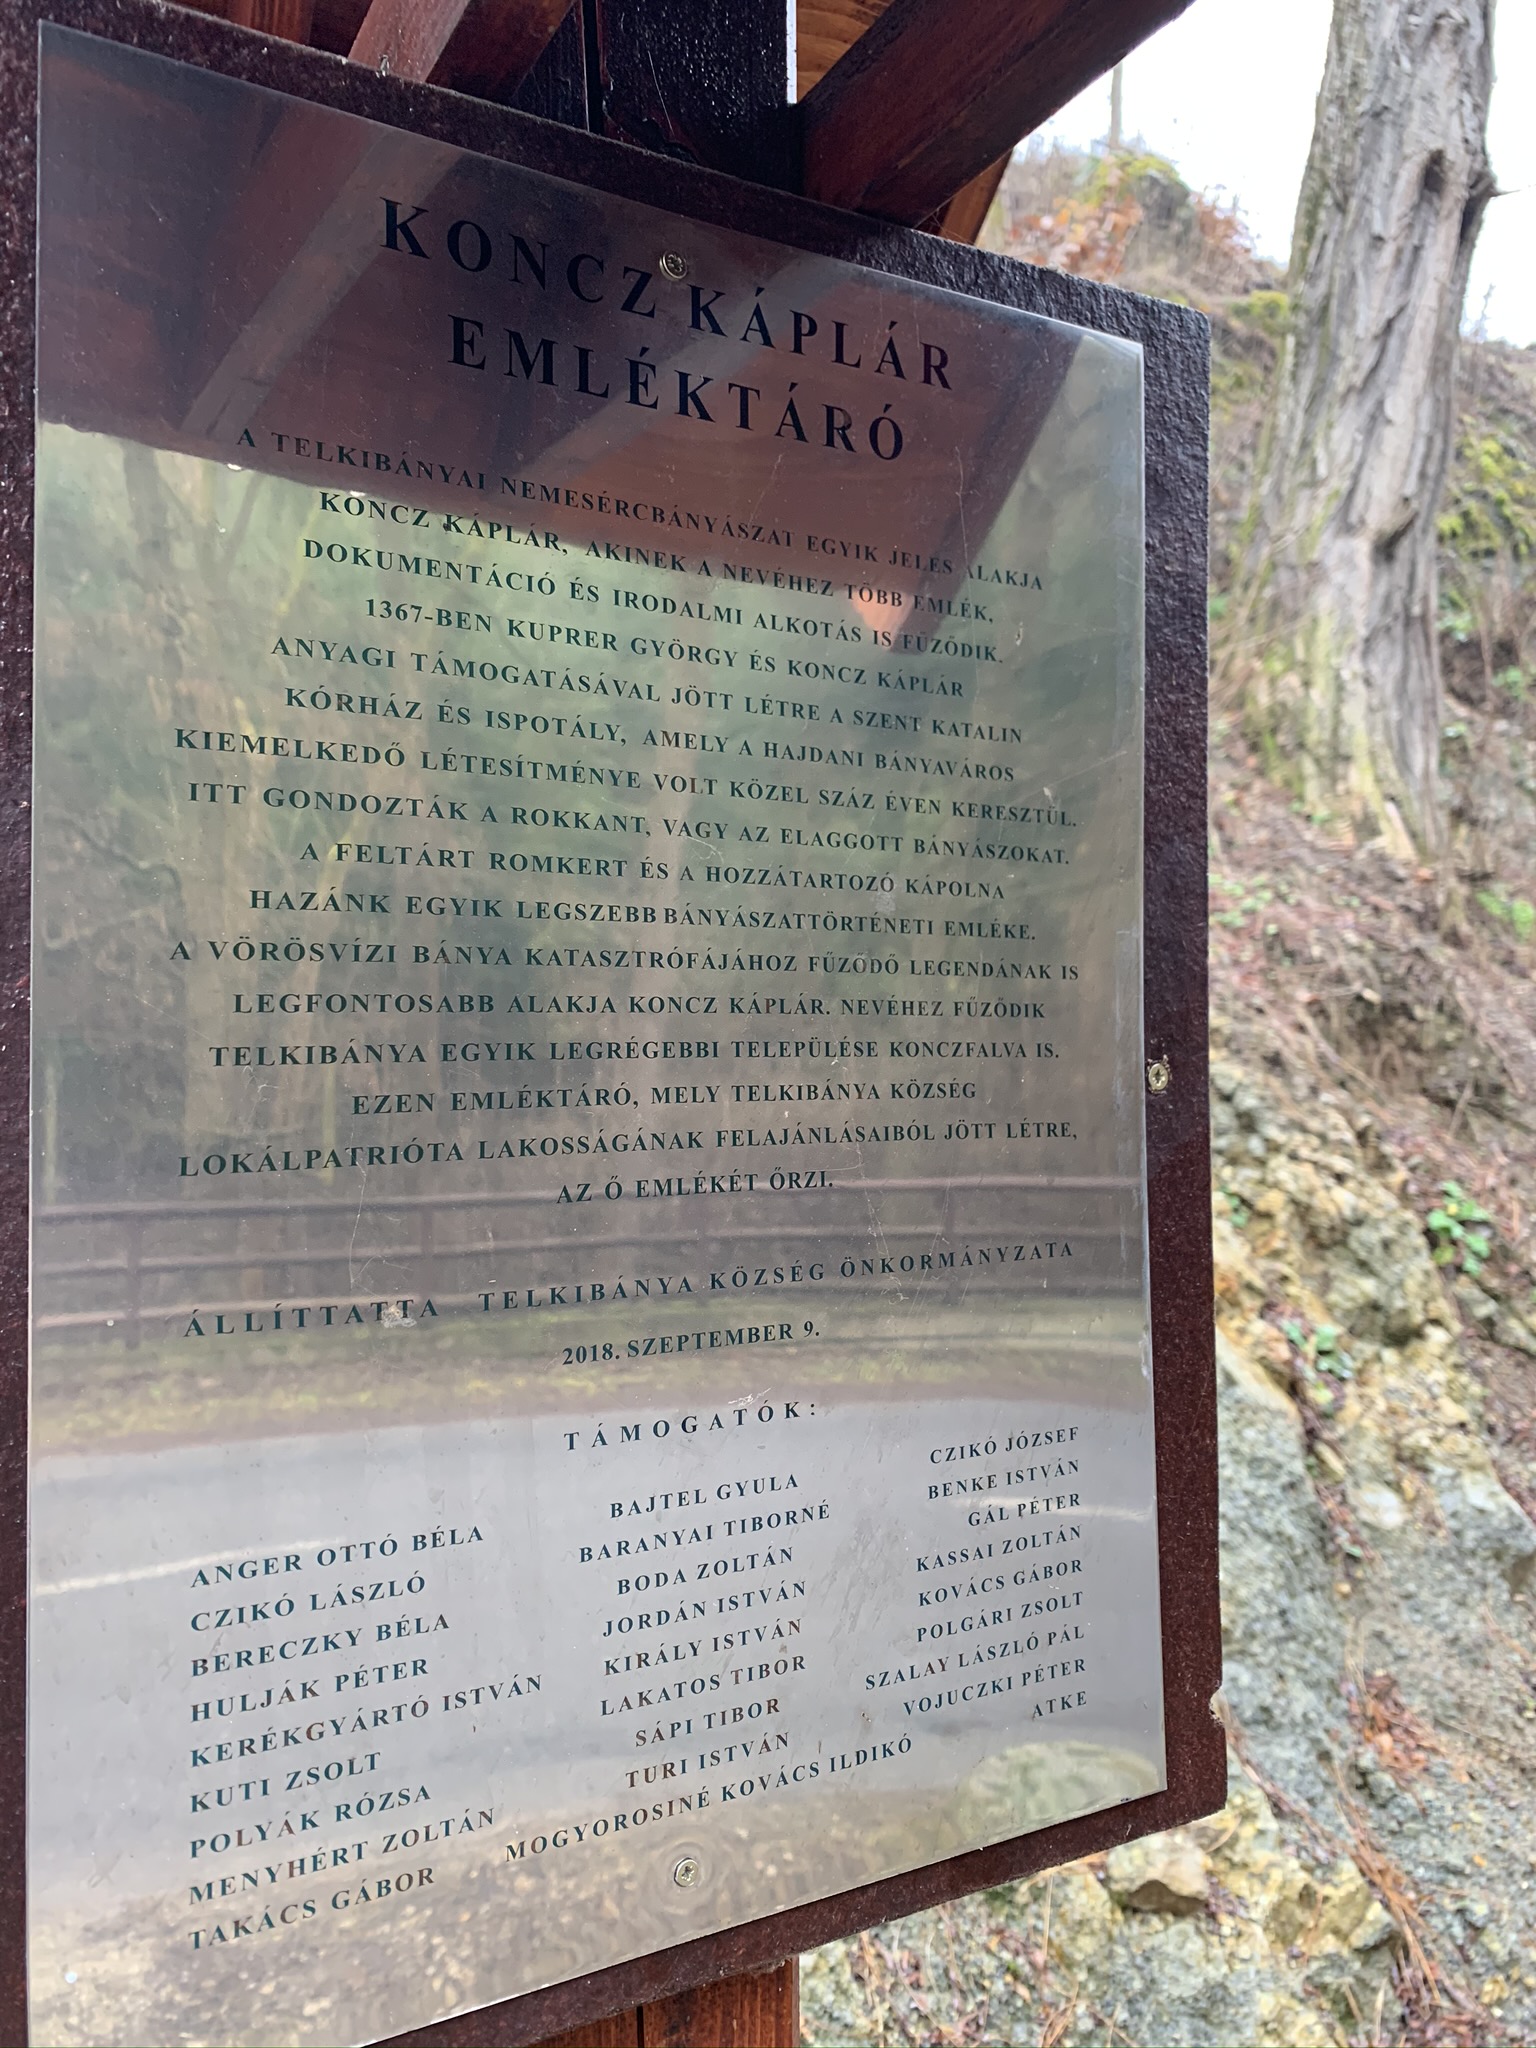 KONCZ KÁPLÁR
EMLÉKTÁRÓ
A TELKIBÁNYAI NEMESÉRCBÁNYÁSZAT EGYIK JELES ALAKJA
KONCZ KÁPLÁR, AKINEK A NEVÉHEZ TÖBB EMLÉK,
DOKUMENTÁCIÓ ÉS IRODALMI ALKOTÁS IS FŰZŐDIK.
1367-BEN KUPRER GYÖRGY ÉS KONCZ KÁPLÁR
ANYAGI TÁMOGATÁSÁVAL JÖTT LÉTRE A SZENT KATALIN
KÓRHÁZ ÉS ISPOTÁLY, AMELY A HAJDANI BÁNYAVÁROS
KIEMELKEDŐ LÉTESÍTMÉNYE VOLT KÖZEL SZÁZ ÉVEN KERESZTÜL.
ITT GONDOZTÁK A ROKKANT, VAGY AZ ELAGGOTT BÁNYÁSZOKAT.
A FELTÁRT ROMKERT ÉS A HOZZÁTARTOZÓ KÁPOLNA
HAZÁNK EGYIK LEGSZEBB BÁNYÁSZATTÖRTÉNETI EMLÉKE.
A VÖRÖSVÍZI BÁNYA KATASZTRÓFÁJÁHOZ FŰZŐDŐ LEGENDÁNAK IS
LEGFONTOSABB ALAKJA KONCZ KÁPLÁR. NEVÉHEZ FŰZŐDIK
TELKIBÁNYA EGYIK LEGRÉGEBBI TELEPÜLÉSE KONCZFALVA IS.
EZEN EMLÉKTÁRÓ, MELY TELKIBÁNYA KÖZSÉG
LOKÁLPATRIÓTA LAKOSSÁGÁNAK FELAJÁNLÁSAIBÓL JÖTT LÉTRE,
AZ Ő EMLÉKÉT ŐRZI.
ÁLLÍTTATTA TELKIBÁNYA KÖZSÉG ÖNKORMÁNYZATA
2018. SZEPTEMBER 9.
TÁMOGATÓK:
ANGER OTTÓ BÉLA
CZIKÓ LÁSZLÓ
BERECZKY BÉLA
HULJÁK PÉTER
KERÉKGYÁRTÓ ISTVÁN
KUTI ZSOLT
POLYÁK RÓZSA
MENYHÉRT ZOLTÁN
TAKÁCS GÁBOR
BAJTEL GYULA
BARANYAI TIBORNÉ
BODA ZOLTÁN
JORDÁN ISTVÁN
KIRÁLY ISTVÁN
LAKATOS TIBOR
SÁPI TIBOR
TURI ISTVÁN
MOGYOROSINÉ KOVÁCS ILDIKÓ
CZIKÓ JÓZSEF
BENKE ISTVÁN
GÁL PÉTER
KASSAI ZOLTÁN
KOVÁCS GÁBOR
POLGÁRI ZSOLT
SZALAY LÁSZLÓ PÁL
VOJUCZKI PÉTER
ATKE